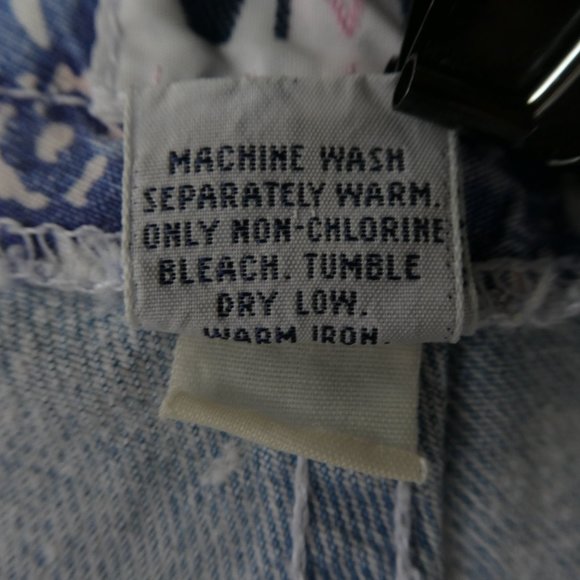 MACHINE WASH
SEPARATELY WARM.
ONLY NON-CHLORINE
BLEACH. TUMBLE
DRY LOW.
WARM IRON.